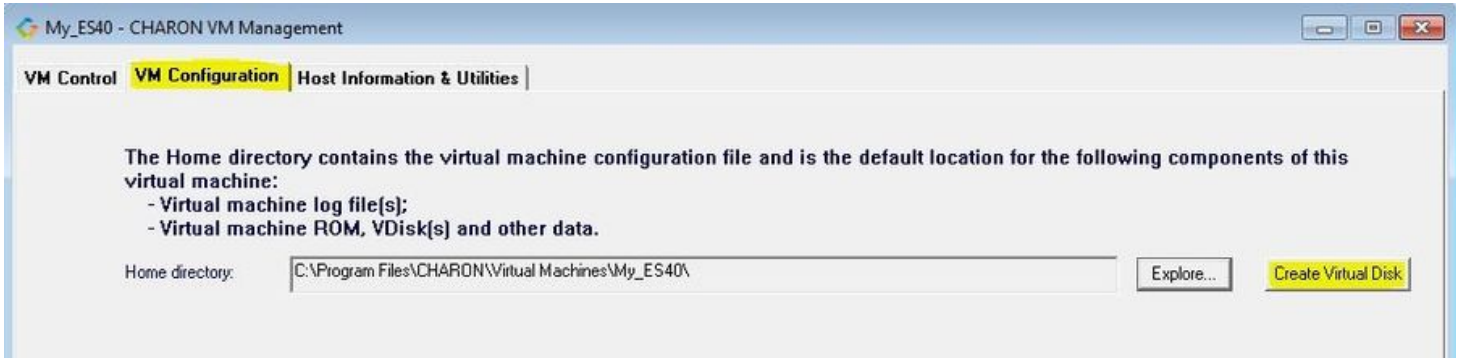 My_ES40 - CHARON VM Management
VM Control VM Configuration Host Information & Utilities
The Home directory contains the virtual machine configuration file and is the default location for the following components of this
virtual machine:
- Virtual machine log file(s);
- Virtual machine ROM, VDisk(s) and other data.
Home directory: C:\Program Files\CHARON\Virtual Machines\My_ES40\ Explore... Create Virtual Disk